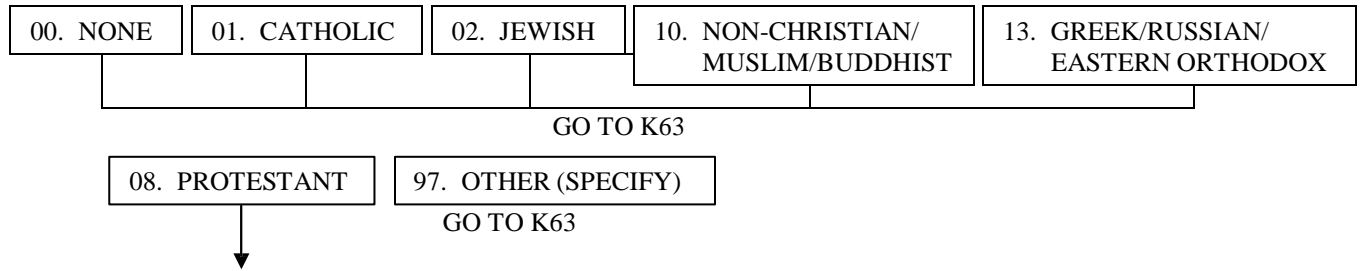 00. NONE 01. CATHOLIC 02. JEWISH 10. NON-CHRISTIAN/ 13. GREEK/RUSSIAN/
MUSLIM/BUDDHIST EASTERN ORTHODOX
GO TO K63
08. PROTESTANT 97. OTHER (SPECIFY)
GO TO K63